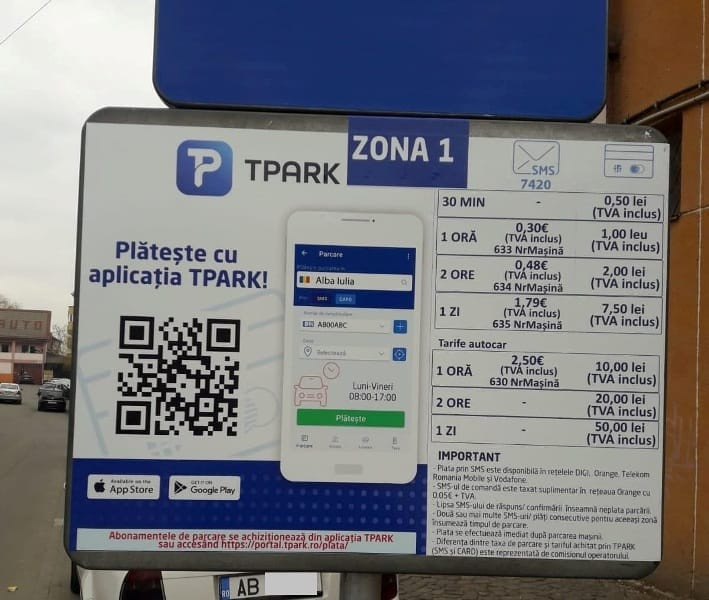 TPARK
ZONA 1
SMS
7420
Plătește cu
aplicația TPARK!
30 MIN - 0,50 lei
(TVA inclus)
1 ORĂ 0,30€ 1,00 leu
(TVA inclus) (TVA inclus)
633 NrMașină
2 ORE 0,48€ 2,00 lei
(TVA inclus) (TVA inclus)
634 NrMașină
1 ZI 1,79€ 7,50 lei
(TVA inclus) (TVA inclus)
635 NrMașină
Tarife autocar
1 ORĂ 2,50€ 10,00 lei
(TVA inclus) (TVA inclus)
630 NrMașină
2 ORE - 20,00 lei
(TVA inclus)
1 ZI - 50,00 lei
(TVA inclus)
IMPORTANT
- Plata prin SMS este disponibilă în rețelele DIGI, Orange, Telekom
Romania Mobile și Vodafone.
- SMS-ul de comandă este taxat suplimentar în rețeaua Orange cu
0,05€ + TVA.
- Lipsa SMS-ului de răspuns/ confirmării înseamnă neplata parcării.
- Două sau mai multe SMS-uri/ plăți consecutive pentru aceeași zonă
însumează timpul de parcare.
- Plata se efectuează imediat după parcarea mașinii.
- Diferența dintre taxa de parcare și tariful achitat prin TPARK
(SMS și CARD) este reprezentată de comisionul operatorului.
Parcare
Alba Iulia
SMS
CARD
AB00ABC
Selectează
Luni-Vineri
08:00-17:00
Plătește
Parcare
Available on the
App Store
GET IT ON
Google Play
Abonamentele de parcare se achiziționează din aplicația TPARK
sau accesând https://portal.tpark.ro/plata/
RO
AB
AUTO